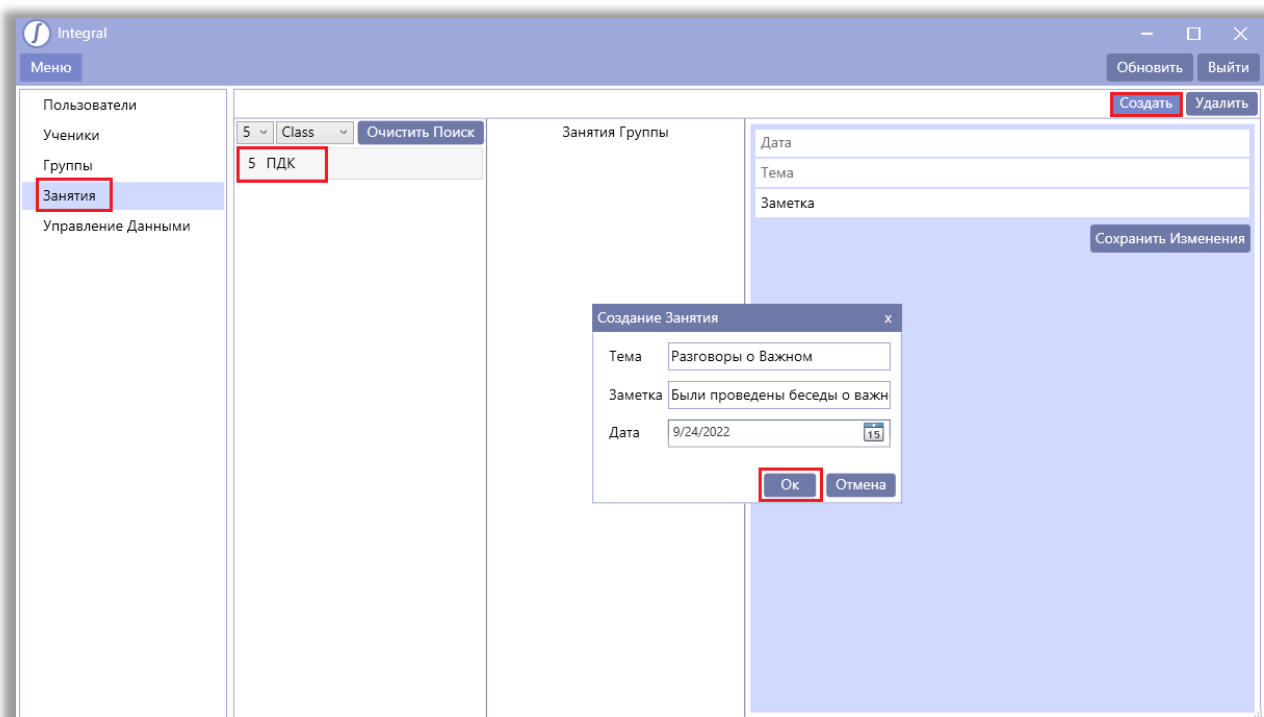 Integral
Меню
Обновить
Выйти
Пользователи
Ученики
Группы
Занятия
Управление Данными
Создать
Удалить
5
Class
Очистить Поиск
5 ПДК
Занятия Группы
Дата
Тема
Заметка
Сохранить Изменения
Создание Занятия
x
Тема
Разговоры о Важном
Заметка
Были проведены беседы о важн
Дата
9/24/2022
15
Ок
Отмена